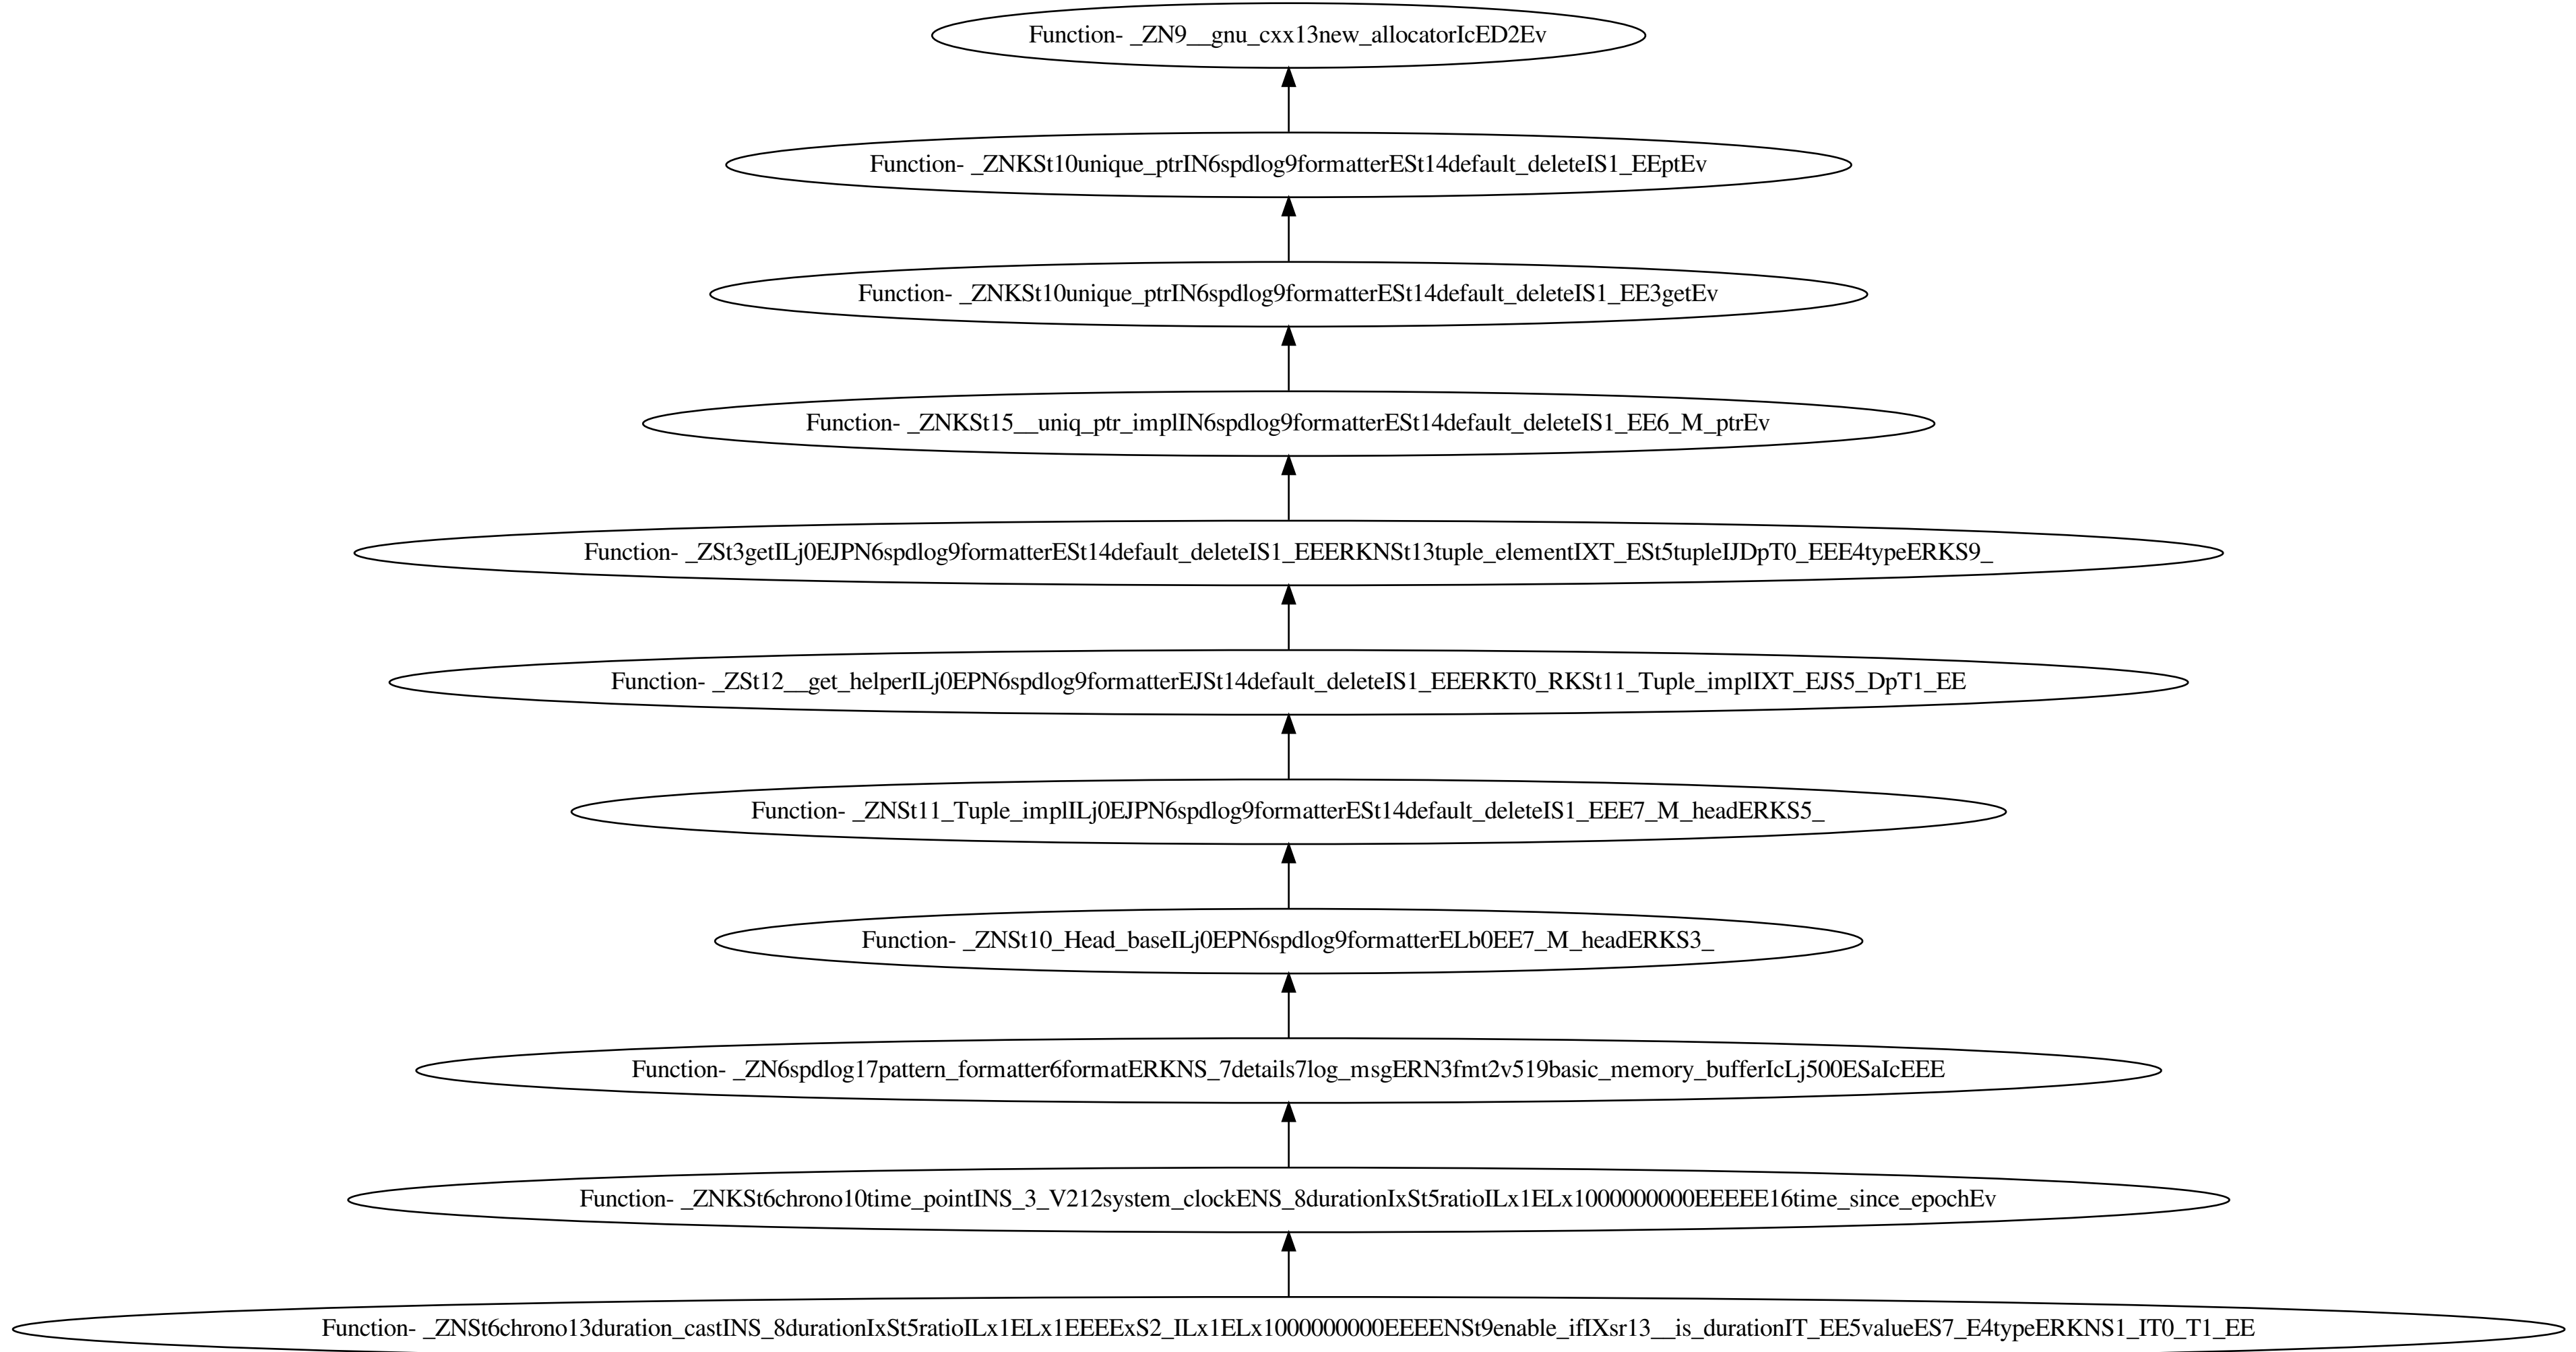 Function- _ZN9__gnu_cxx13new_allocatorIcED2Ev
Function- _ZNKSt10unique_ptrIN6spdlog9formatterESt14default_deleteIS1_EEptEv
Function- _ZNKSt10unique_ptrIN6spdlog9formatterESt14default_deleteIS1_EE3getEv
Function- _ZNKSt15__uniq_ptr_implIN6spdlog9formatterESt14default_deleteIS1_EE6_M_ptrEv
Function- _ZSt3getILj0EJPN6spdlog9formatterESt14default_deleteIS1_EEERKNSt13tuple_elementIXT_ESt5tupleIJDpT0_EEE4typeERKS9_
Function- _ZSt12__get_helperILj0EPN6spdlog9formatterEJSt14default_deleteIS1_EEERKT0_RKSt11_Tuple_implIXT_EJS5_DpT1_EE
Function- _ZNSt11_Tuple_implILj0EJPN6spdlog9formatterESt14default_deleteIS1_EEE7_M_headERKS5_
Function- _ZNSt10_Head_baseILj0EPN6spdlog9formatterELb0EE7_M_headERKS3_
Function- _ZN6spdlog17pattern_formatter6formatERKNS_7details7log_msgERN3fmt2v519basic_memory_bufferIcLj500ESaIcEEE
Function- _ZNKSt6chrono10time_pointINS_3_V212system_clockENS_8durationIxSt5ratioILx1ELx1000000000EEEEE16time_since_epochEv
Function- _ZNSt6chrono13duration_castINS_8durationIxSt5ratioILx1ELx1EEEExS2_ILx1ELx1000000000EEEENSt9enable_ifIXsr13__is_durationIT_EE5valueES7_E4typeERKNS1_IT0_T1_EE